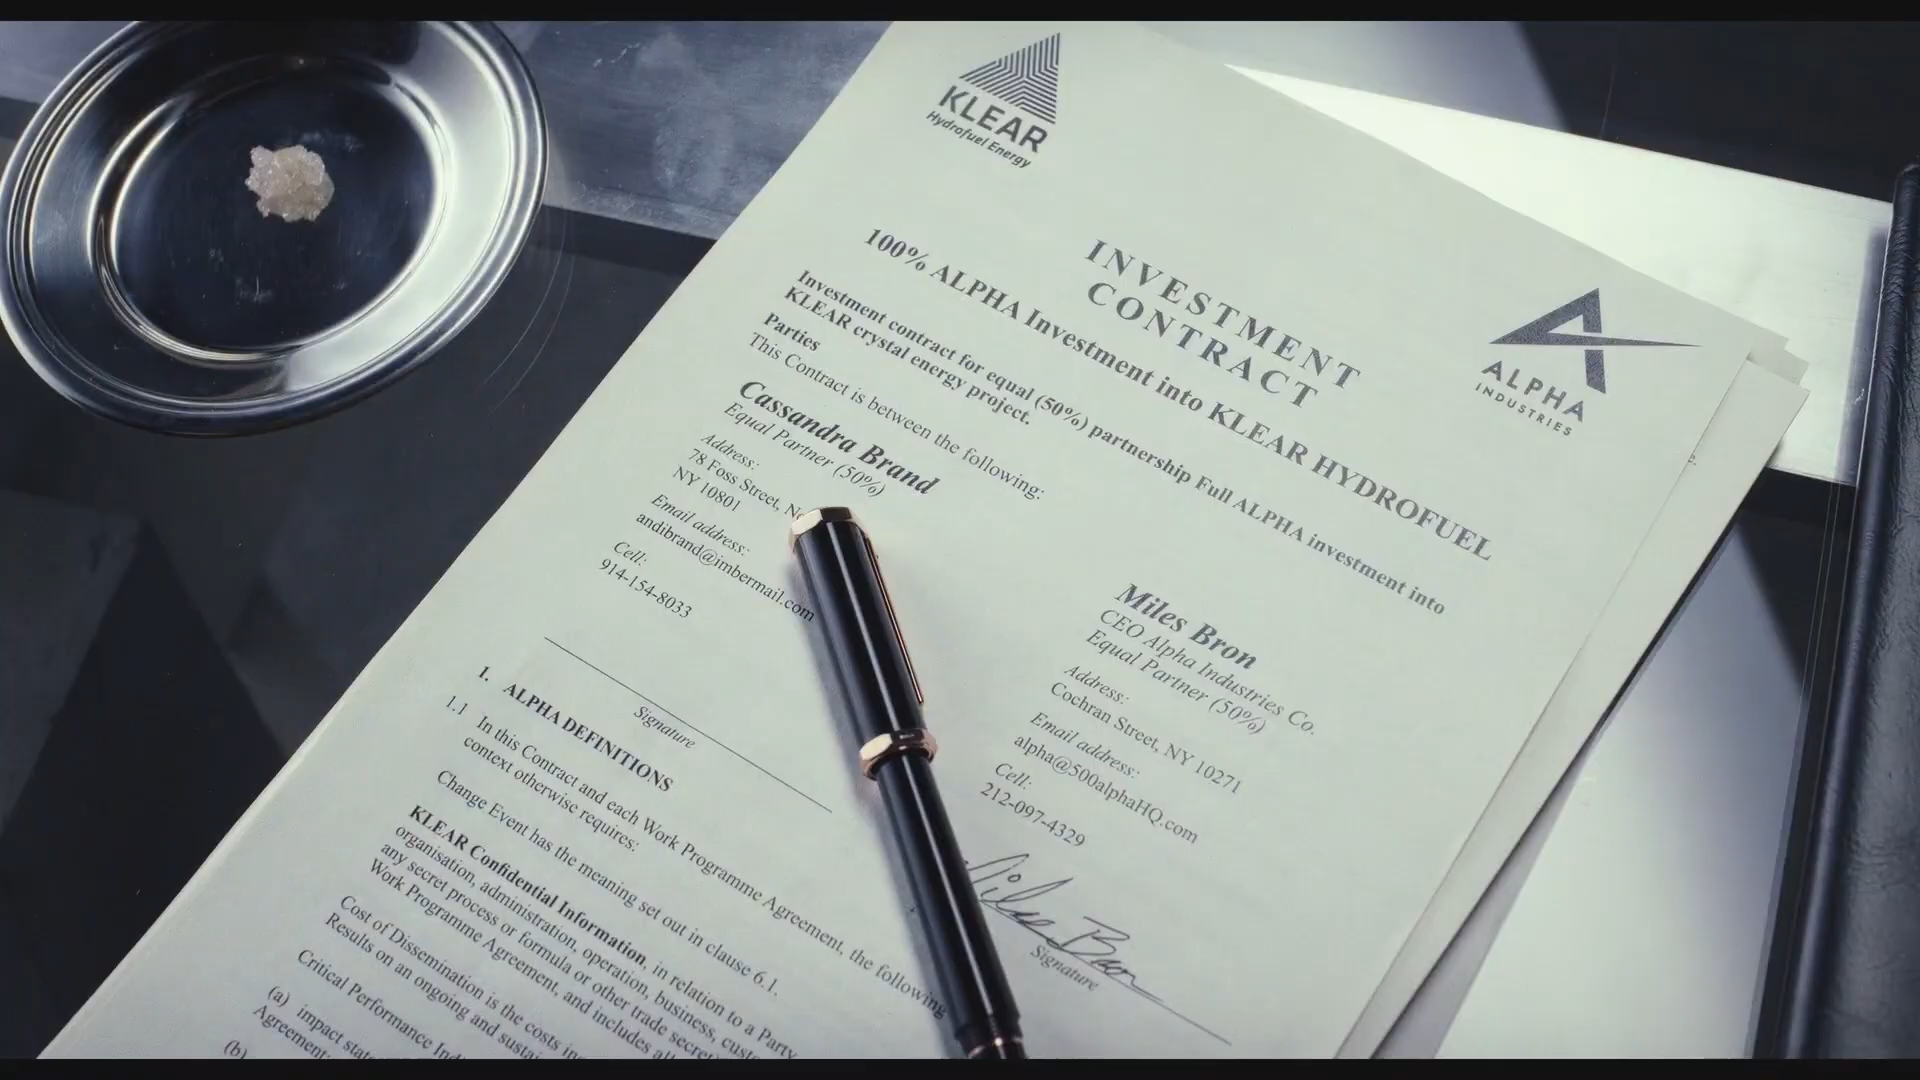 KLEAR
Hydrofuel Energy
ALPHA
INDUSTRIES
INVESTMENT
CONTRACT
100% ALPHA Investment into KLEAR HYDROFUEL
Investment contract for equal (50%) partnership Full ALPHA investment into
KLEAR crystal energy project.
Parties
This Contract is between the following:
Cassandra Brand
Equal Partner (50%)
Address:
78 Foss Street,
NY 10801
Email address:
andibrand@imbermail.com
Cell:
914-154-8033
Signature
Miles Bron
CEO Alpha Industries Co.
Equal Partner (50%)
Address:
Cochran Street, NY 10271
Email address:
alpha@500alphaHQ.com
Cell:
212-097-4329
Miles Bron
Signature
1. ALPHA DEFINITIONS
1.1 In this Contract and each Work Programme Agreement, the following
context otherwise requires:
Change Event has the meaning set out in clause 6.1.
KLEAR Confidential Information, in relation to a Party
organisation, administration, operation, business,
any secret process or formula or other trade
Work Programme Agreement, and includes
Cost of Dissemination is the costs
Results on an ongoing and
Critical Performance
(a) impact
Agreement:
(b)